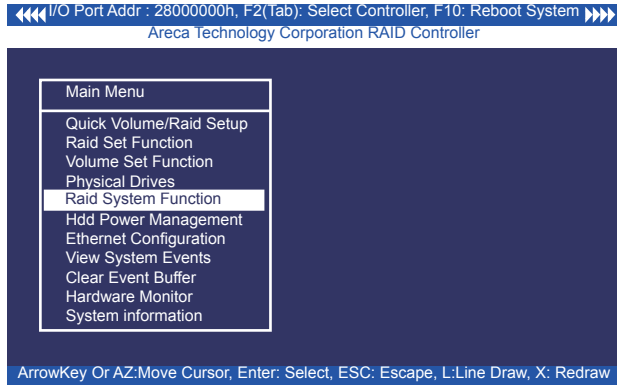 I/O Port Addr : 28000000h, F2(Tab): Select Controller, F10: Reboot System
Areca Technology Corporation RAID Controller
Main Menu
Quick Volume/Raid Setup
Raid Set Function
Volume Set Function
Physical Drives
Raid System Function
Hdd Power Management
Ethernet Configuration
View System Events
Clear Event Buffer
Hardware Monitor
System information
ArrowKey Or AZ:Move Cursor, Enter: Select, ESC: Escape, L:Line Draw, X: Redraw